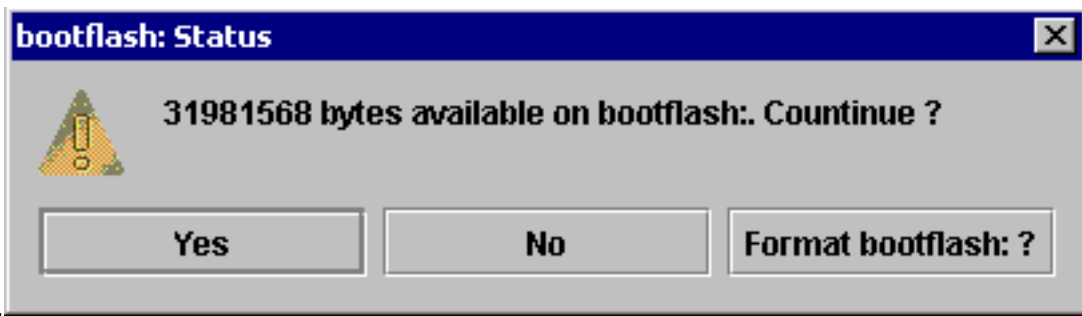 bootflash: Status
31981568 bytes available on bootflash:. Countinue ?
Yes No Format bootflash: ?